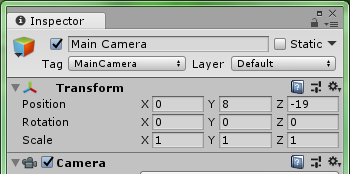 Inspector
Main Camera Static
Tag MainCamera Layer Default
Transform
Position X 0 Y 8 Z -19
Rotation X 0 Y 0 Z 0
Scale X 1 Y 1 Z 1
Camera